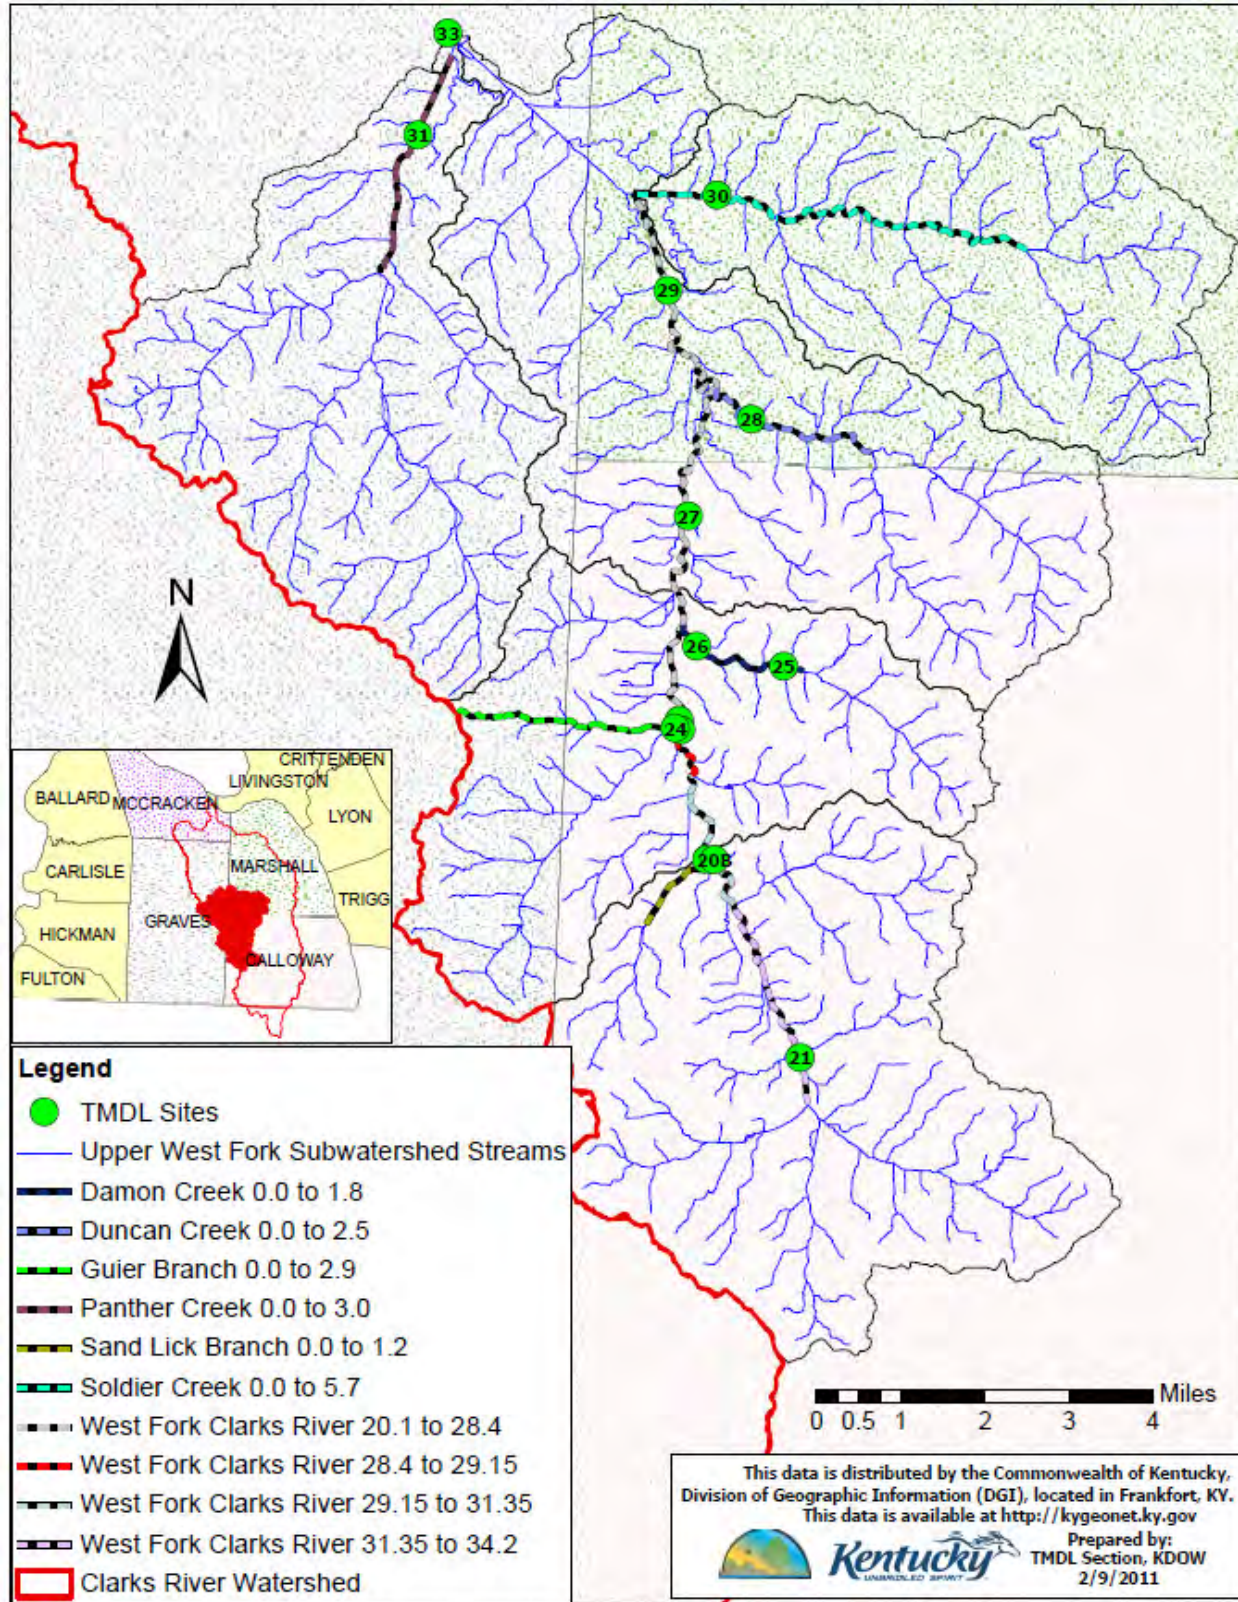 33
31
30
29
28
27
26
25
24
20B
21
N
CRITTENDEN
LIVINGSTON
BALLARD
MCCRACKEN
LYON
CARLISLE
MARSHALL
TRIGG
GRAVES
HICKMAN
CALLOWAY
FULTON
Legend
TMDL Sites
Upper West Fork Subwatershed Streams
Damon Creek 0.0 to 1.8
Duncan Creek 0.0 to 2.5
Guier Branch 0.0 to 2.9
Panther Creek 0.0 to 3.0
Sand Lick Branch 0.0 to 1.2
Soldier Creek 0.0 to 5.7
West Fork Clarks River 20.1 to 28.4
West Fork Clarks River 28.4 to 29.15
West Fork Clarks River 29.15 to 31.35
West Fork Clarks River 31.35 to 34.2
Clarks River Watershed
Miles
0 0.5 1 2 3 4
This data is distributed by the Commonwealth of Kentucky,
Division of Geographic Information (DGI), located in Frankfort, KY.
This data is available at http://kygeonet.ky.gov
Kentucky
UNBRIDLED SPIRIT
Prepared by:
TMDL Section, KDOW
2/9/2011